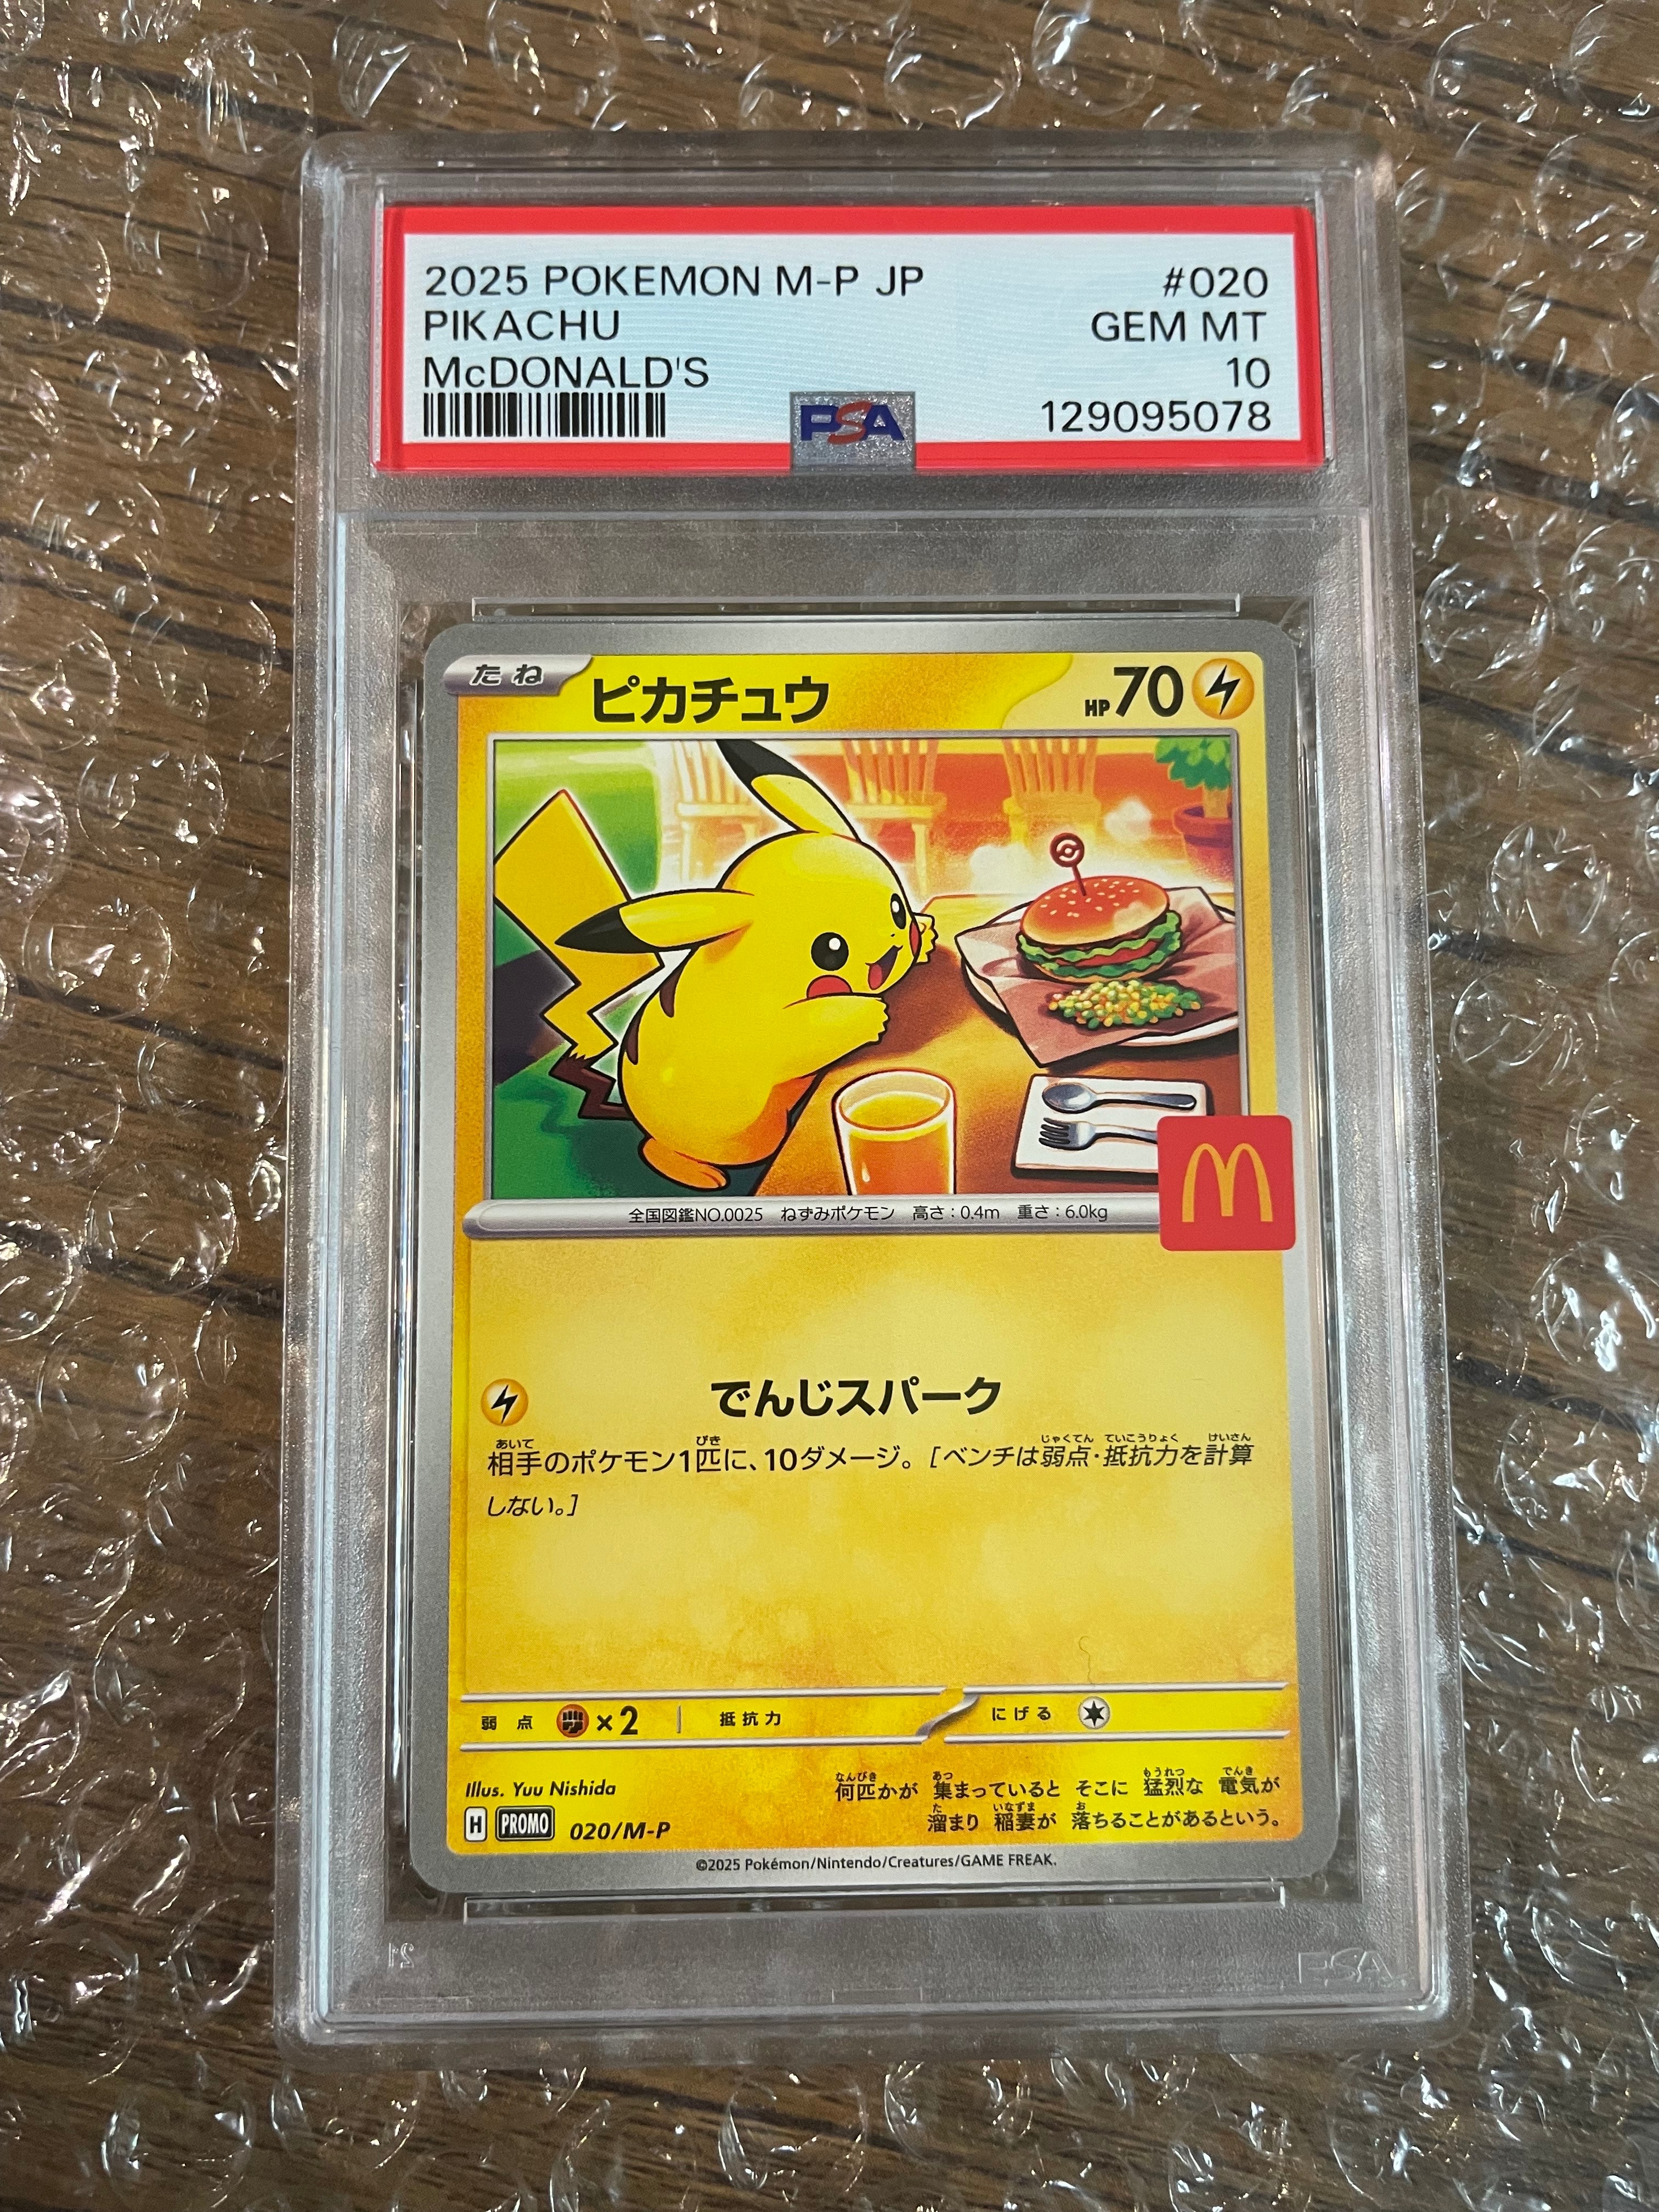 2025 POKEMON M-P JP #020
PIKACHU GEM MT
McDONALD'S 10
PSA 129095078
たね ピカチュウ HP70
全国図鑑NO.0025 ねずみポケモン 高さ:0.4m 重さ:6.0kg
でんじスパーク
相手のポケモン1匹に、10ダメージ。[ベンチは弱点・抵抗力を計算
しない。]
弱点 ×2 抵抗力 にげる
Illus. Yuu Nishida
何匹かが 集まっていると そこに 猛烈な 電気が
溜まり 稲妻が 落ちることがあるという。
H PROMO 020/M-P
©2025 Pokémon/Nintendo/Creatures/GAME FREAK.
PSA